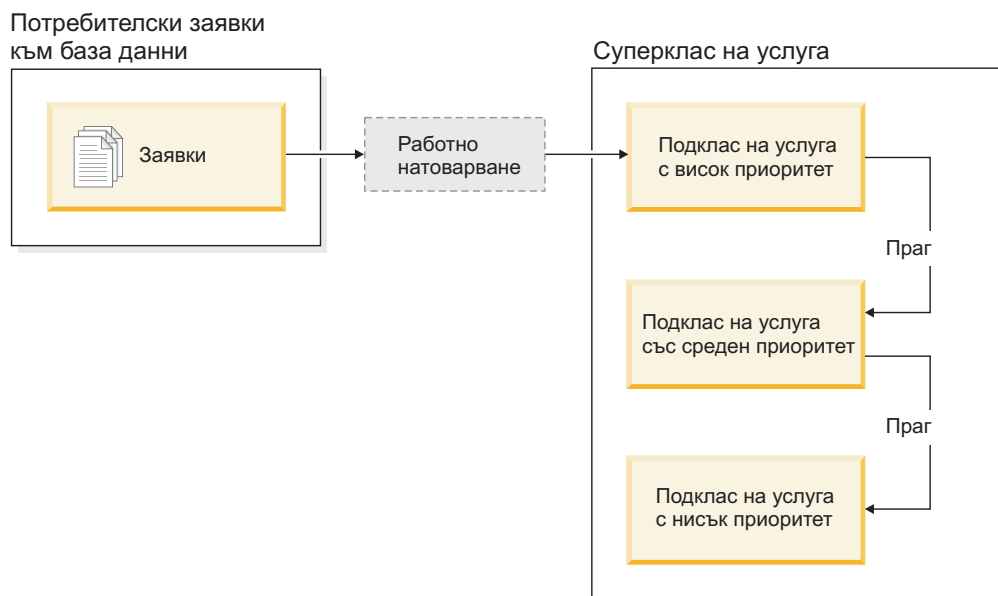 Потребителски заявки
към база данни
Суперклас на услуга
Заявки
Работно
натоварване
Подклас на услуга
с висок приоритет
Праг
Подклас на услуга
със среден приоритет
Праг
Подклас на услуга
с нисък приоритет